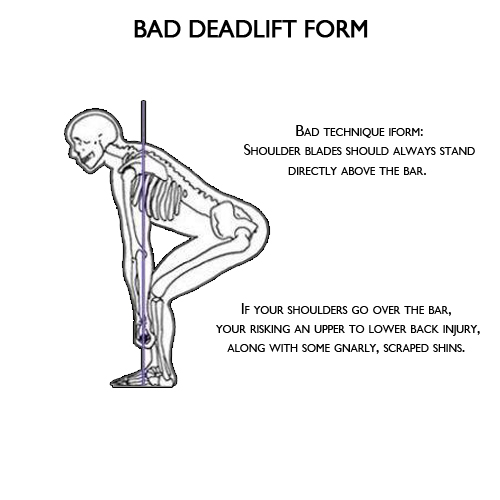 BAD DEADLIFT FORM
BAD TECHNIQUE IFORM:
SHOULDER BLADES SHOULD ALWAYS STAND
DIRECTLY ABOVE THE BAR.
IF YOUR SHOULDERS GO OVER THE BAR,
YOUR RISKING AN UPPER TO LOWER BACK INJURY,
ALONG WITH SOME GNARLY, SCRAPED SHINS.